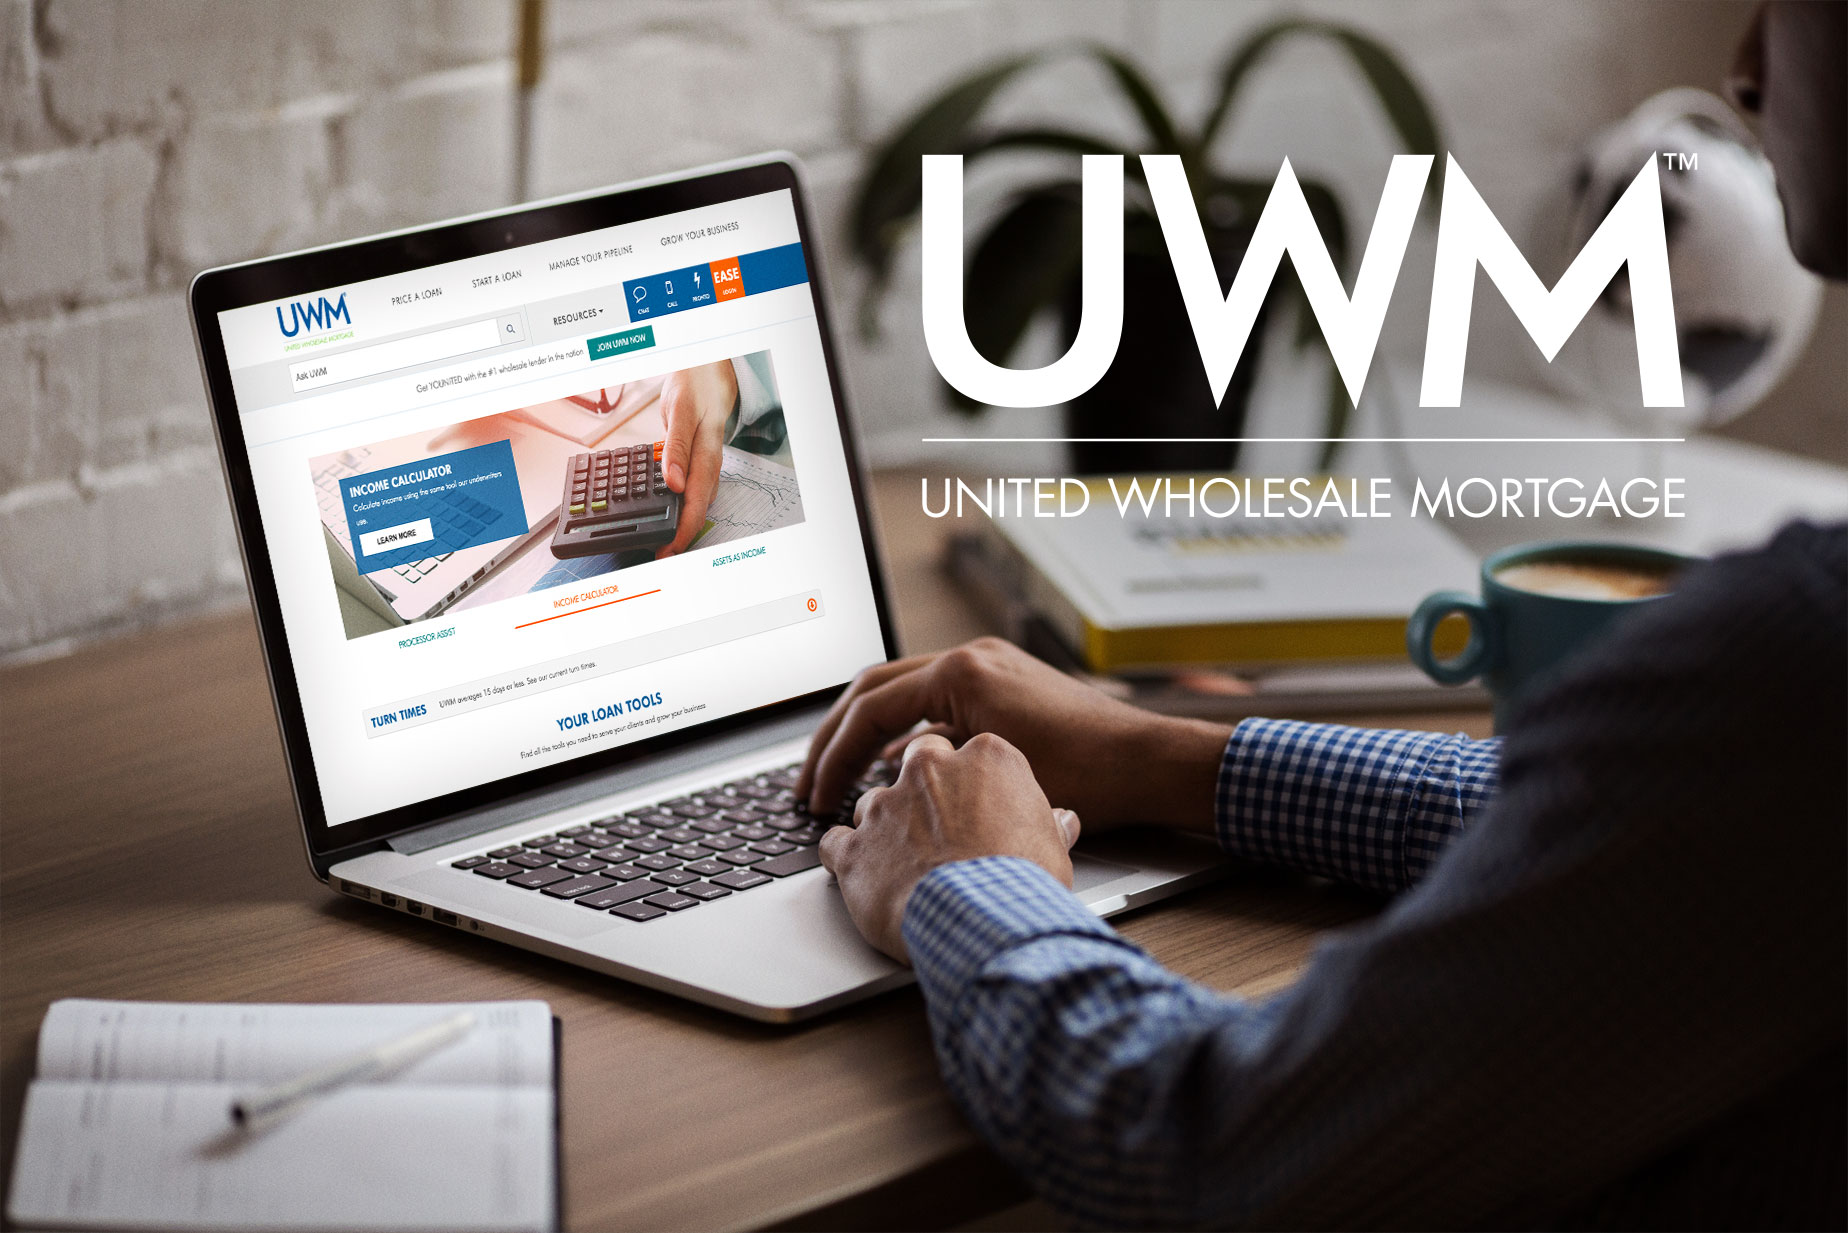 UWM™
UNITED WHOLESALE MORTGAGE
PRICE A LOAN
START A LOAN
MANAGE YOUR PIPELINE
GROW YOUR BUSINESS
UWM
UNITED WHOLESALE MORTGAGE
Ask UWM
RESOURCES
CHAT
CALL
PRONTO
EASE
LOGIN
Get YOUNITED with the #1 wholesale lender in the nation
JOIN UWM NOW
INCOME CALCULATOR
Calculate income using the same tool our underwriters
use.
LEARN MORE
PROCESSOR ASSIST
INCOME CALCULATOR
ASSETS AS INCOME
TURN TIMES
UWM averages 15 days or less. See our current turn times.
YOUR LOAN TOOLS
Find all the tools you need to serve your clients and grow your business